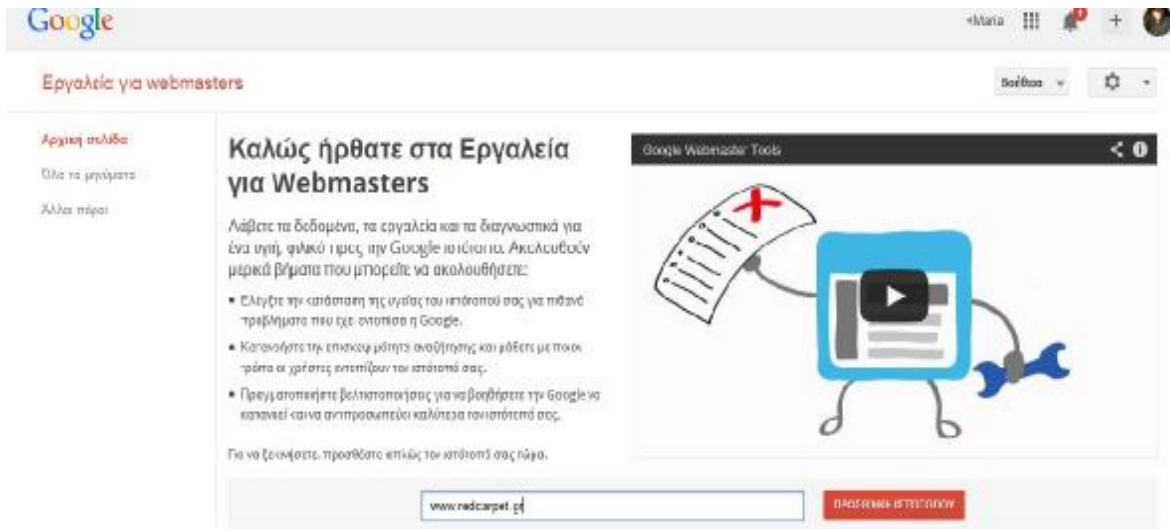 Google
+Maria
Εργαλεία για webmasters
Βοήθεια
Αρχική σελίδα
Όλα τα μηνύματα
Άλλοι πόροι
Καλώς ήρθατε στα Εργαλεία
για Webmasters
Λάβετε τα δεδομένα, τα εργαλεία και τα διαγνωστικά για
ένα υγιή, φιλικό προς την Google ιστότοπο. Ακολουθούν
μερικά βήματα που μπορείτε να ακολουθήσετε:
Ελέγξτε την κατάσταση της υγείας του ιστότοπού σας για πιθανά
προβλήματα που έχει εντοπίσει η Google.
Κατανοήστε την επισκεψιμότητα αναζήτησης και μάθετε με ποιον
τρόπο οι χρήστες εντοπίζουν τον ιστότοπό σας.
Πραγματοποιήστε βελτιστοποιήσεις για να βοηθήσετε την Google να
κατανοεί και να αντιπροσωπεύει καλύτερα τον ιστότοπό σας.
Για να ξεκινήσετε, προσθέστε απλώς τον ιστότοπό σας τώρα.
Google Webmaster Tools
www.redcarpet.gr
ΠΡΟΣΘΗΚΗ ΙΣΤΟΤΟΠΟΥ